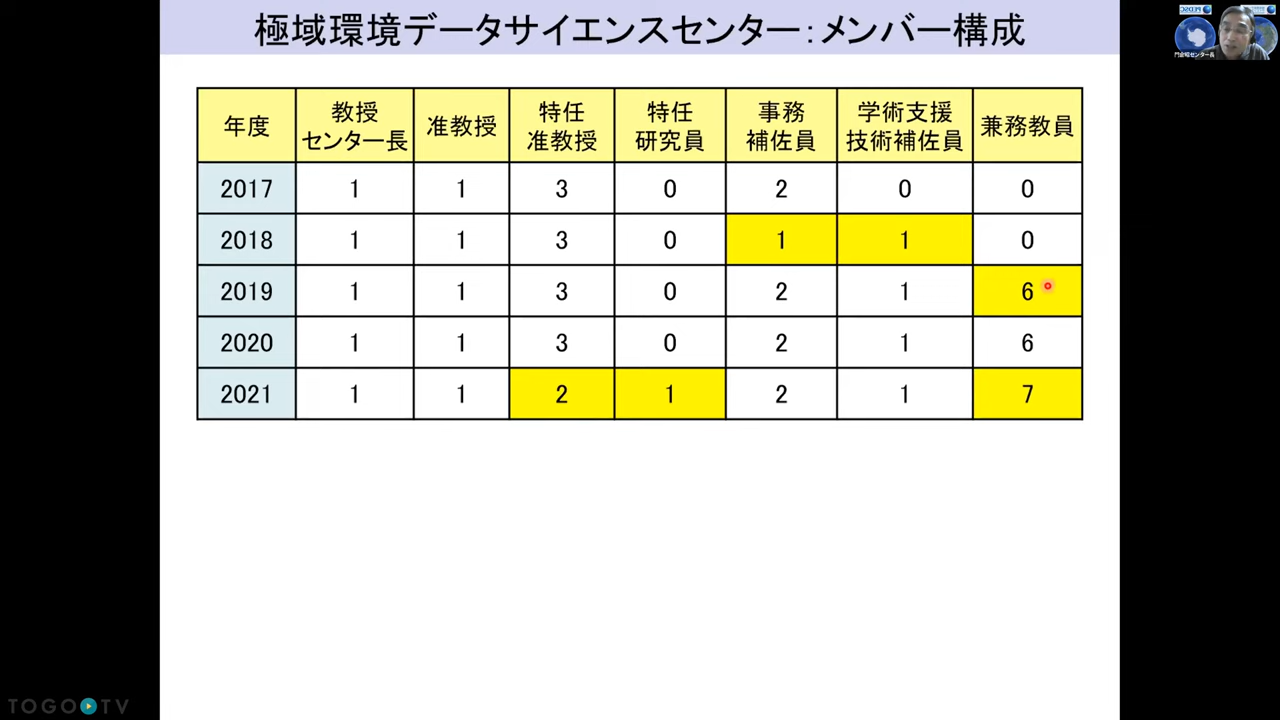 極域環境データサイエンスセンター：メンバー構成
年度 教授センター長 准教授 特任准教授 特任研究員 事務補佐員 学術支援技術補佐員 兼務教員
2017 1 1 3 0 2 0 0
2018 1 1 3 0 1 1 0
2019 1 1 3 0 2 1 6
2020 1 1 3 0 2 1 6
2021 1 1 2 1 2 1 7
TOGO TV